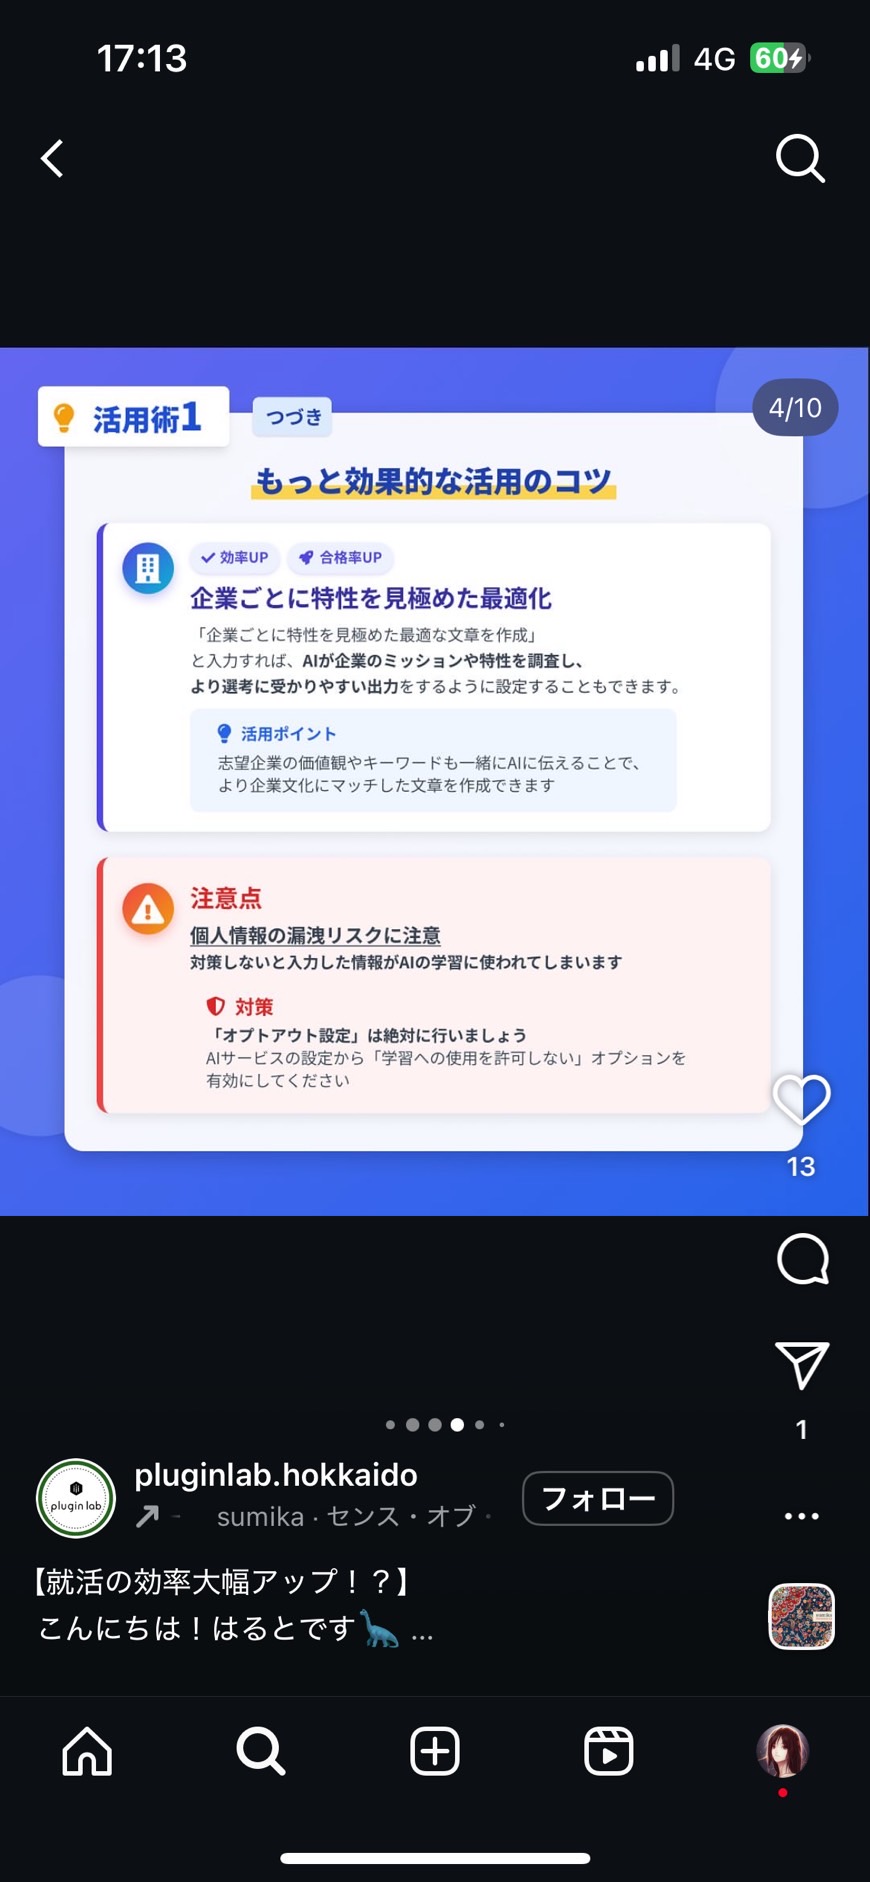 17:13
4G
60
活用術1
つづき
4/10
もっと効果的な活用のコツ
効率UP
合格率UP
企業ごとに特性を見極めた最適化
「企業ごとに特性を見極めた最適な文章を作成」
と入力すれば、AIが企業のミッションや特性を調査し、
より選考に受かりやすい出力をするように設定することもできます。
活用ポイント
志望企業の価値観やキーワードも一緒にAIに伝えることで、
より企業文化にマッチした文章を作成できます
注意点
個人情報の漏洩リスクに注意
対策しないと入力した情報がAIの学習に使われてしまいます
対策
「オプトアウト設定」は絶対に行いましょう
AIサービスの設定から「学習への使用を許可しない」オプションを
有効にしてください
13
1
plugin lab
pluginlab.hokkaido
sumika · センス・オブ
フォロー
【就活の効率大幅アップ！？】
こんにちは！はるとです🦕 ...